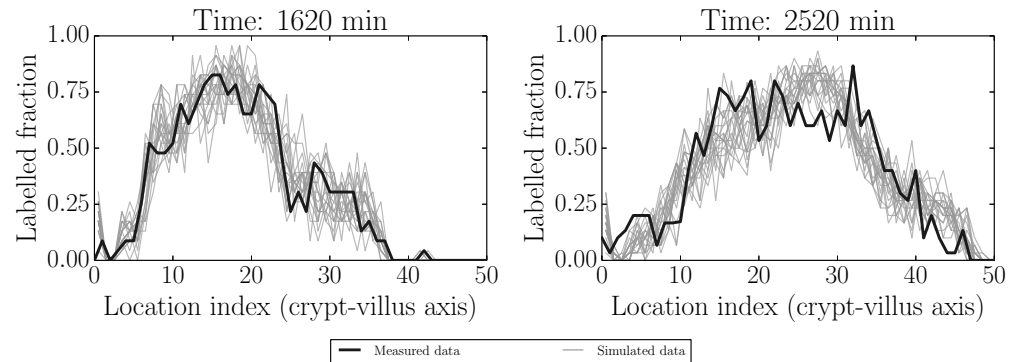 Time: 1620 min
1.00
0.75
0.50
0.25
0.00
Labelled fraction
0 10 20 30 40 50
Location index (crypt-villus axis)
Time: 2520 min
1.00
0.75
0.50
0.25
0.00
Labelled fraction
0 10 20 30 40 50
Location index (crypt-villus axis)
Measured data Simulated data